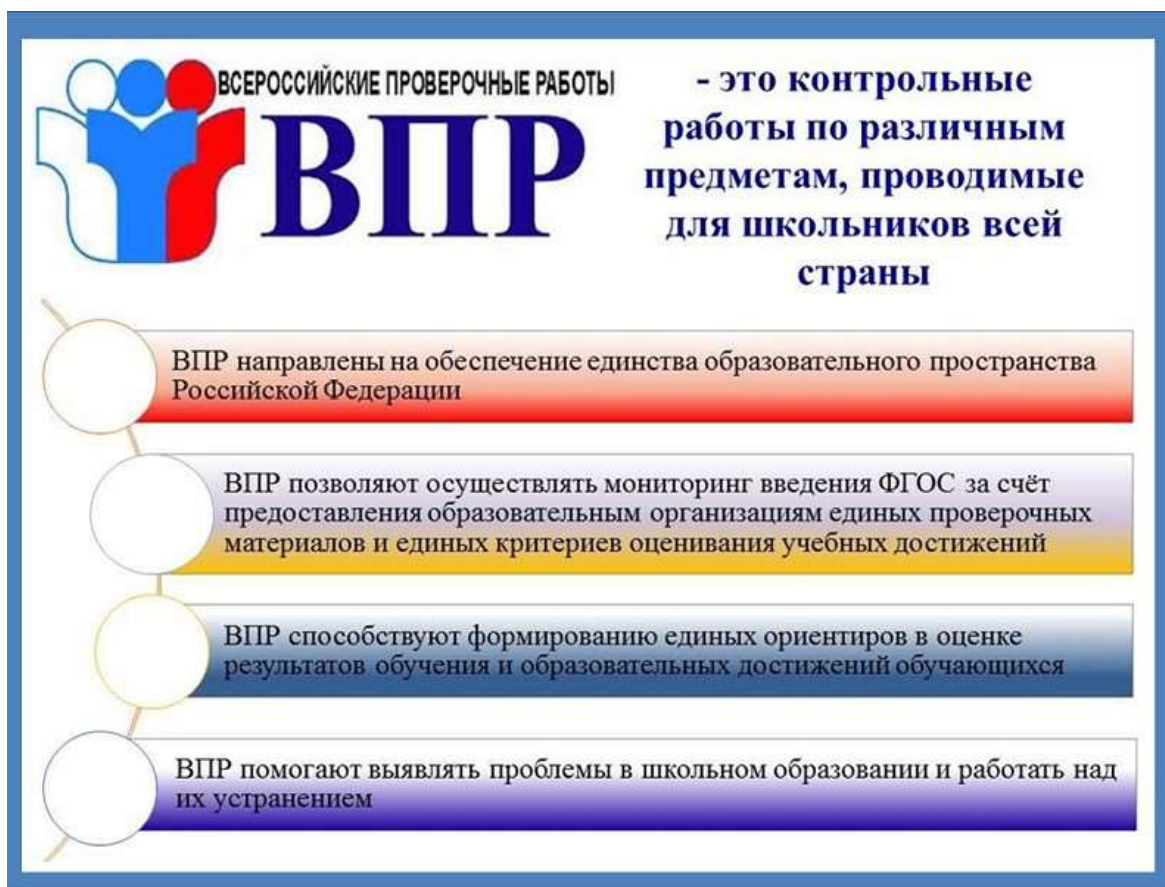 ВСЕРОССИЙСКИЕ ПРОВЕРОЧНЫЕ РАБОТЫ
ВПР
- это контрольные
работы по различным
предметам, проводимые
для школьников всей
страны
ВПР направлены на обеспечение единства образовательного пространства
Российской Федерации
ВПР позволяют осуществлять мониторинг введения ФГОС за счёт
предоставления образовательным организациям единых проверочных
материалов и единых критериев оценивания учебных достижений
ВПР способствуют формированию единых ориентиров в оценке
результатов обучения и образовательных достижений обучающихся
ВПР помогают выявлять проблемы в школьном образовании и работать над
их устранением